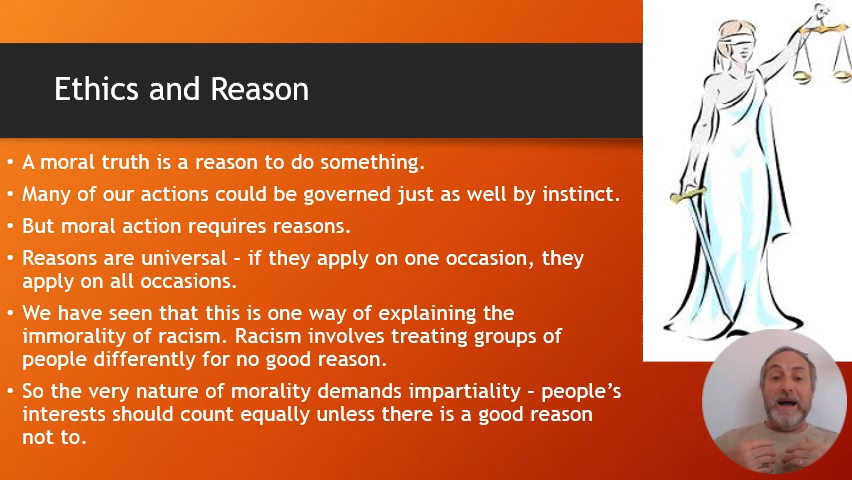 Ethics and Reason
• A moral truth is a reason to do something.
• Many of our actions could be governed just as well by instinct.
• But moral action requires reasons.
• Reasons are universal – if they apply on one occasion, they
apply on all occasions.
• We have seen that this is one way of explaining the
immorality of racism. Racism involves treating groups of
people differently for no good reason.
• So the very nature of morality demands impartiality – people’s
interests should count equally unless there is a good reason
not to.